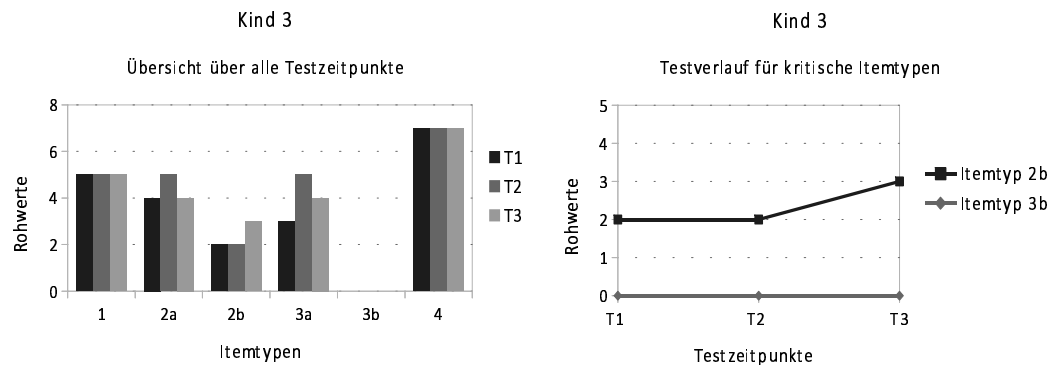 Kind 3
Übersicht über alle Testzeitpunkte
8
6
4
2
0
Rohwerte
1 2a 2b 3a 3b 4
Itemtypen
T1
T2
T3
Kind 3
Testverlauf für kritische Itemtypen
5
4
3
2
1
0
Rohwerte
T1 T2 T3
Testzeitpunkte
Itemtyp 2b
Itemtyp 3b